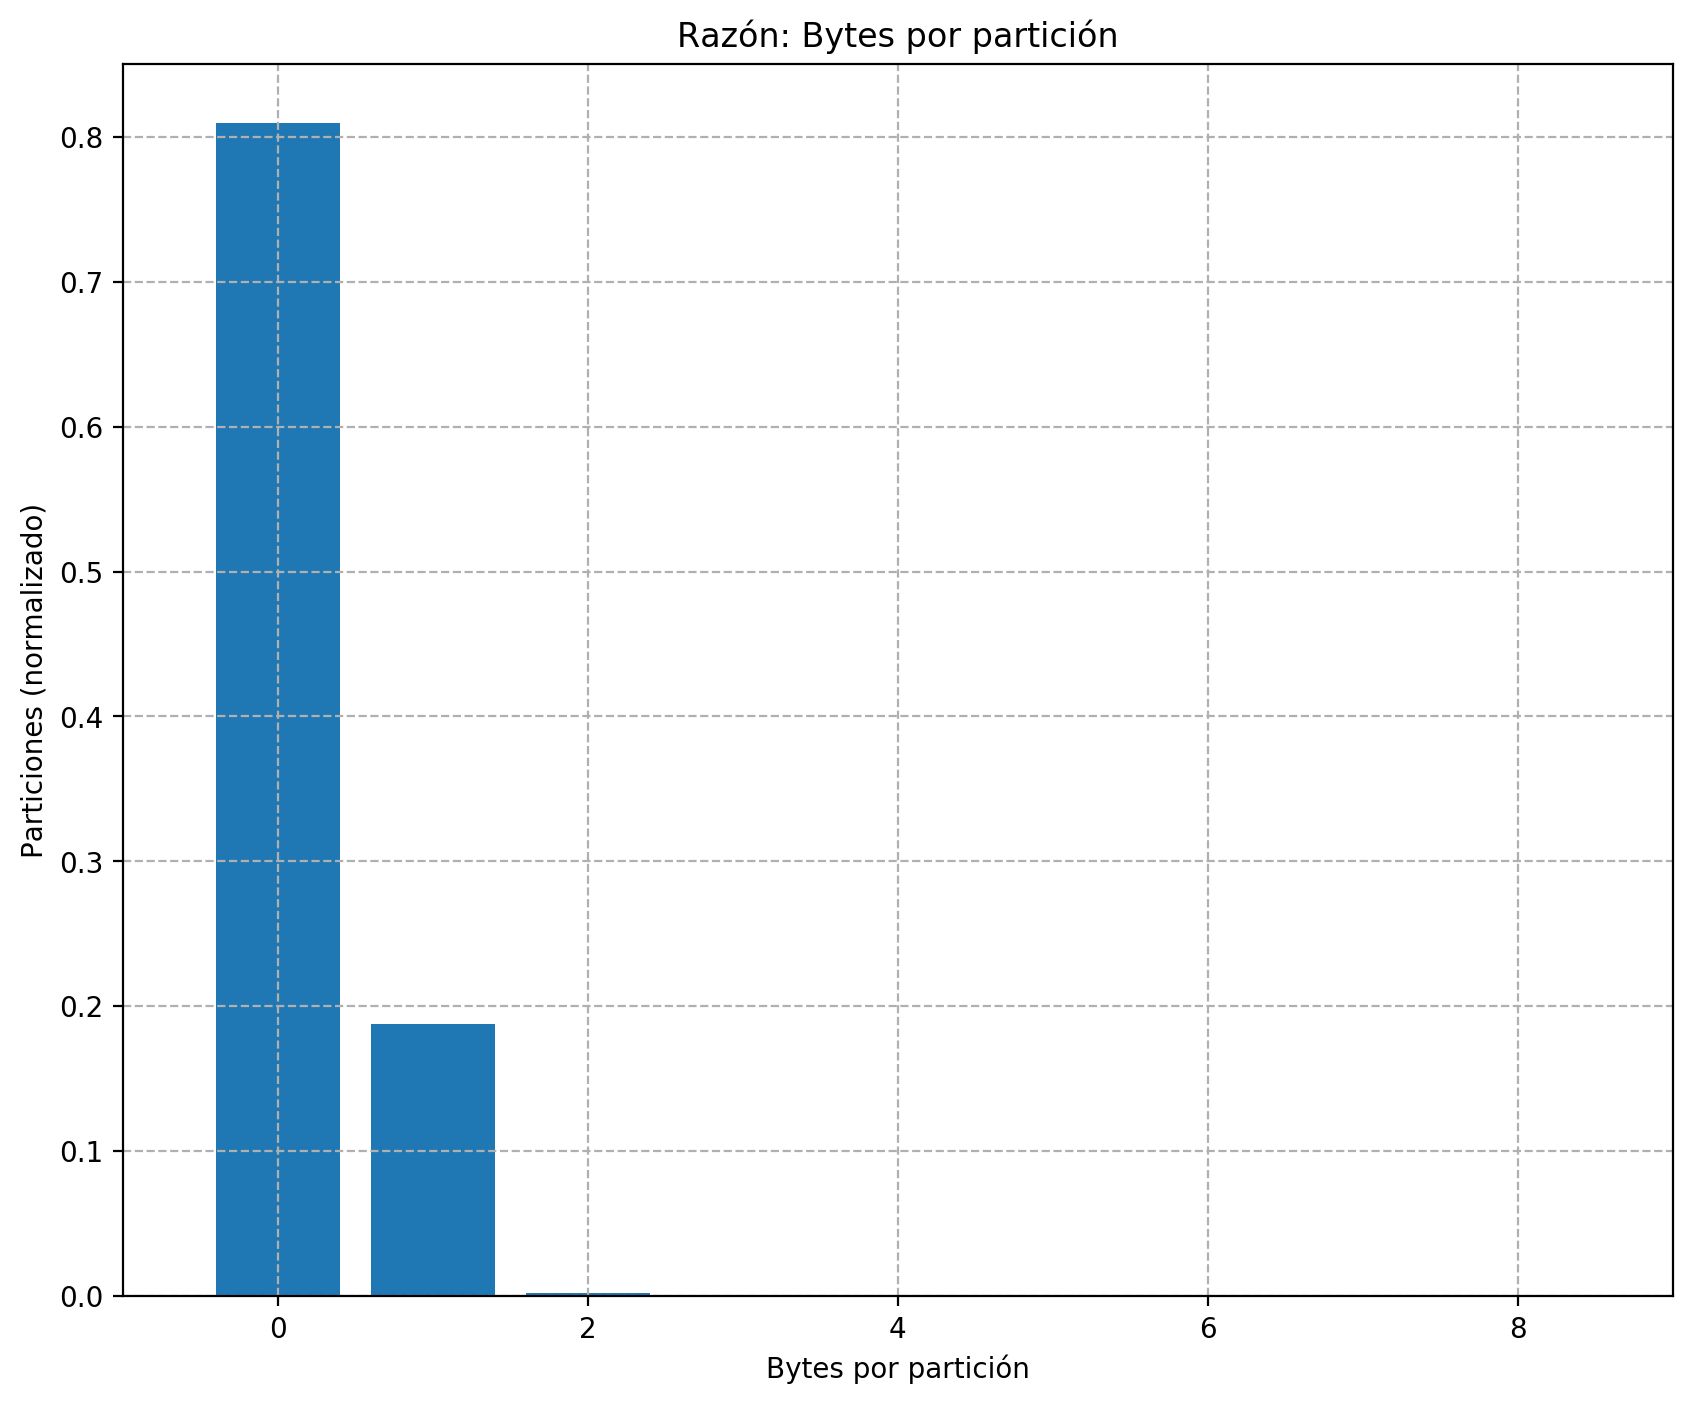 Razón: Bytes por partición
0.8
0.7
0.6
0.5
0.4
0.3
0.2
0.1
0.0
Particiones (normalizado)
0 2 4 6 8
Bytes por partición